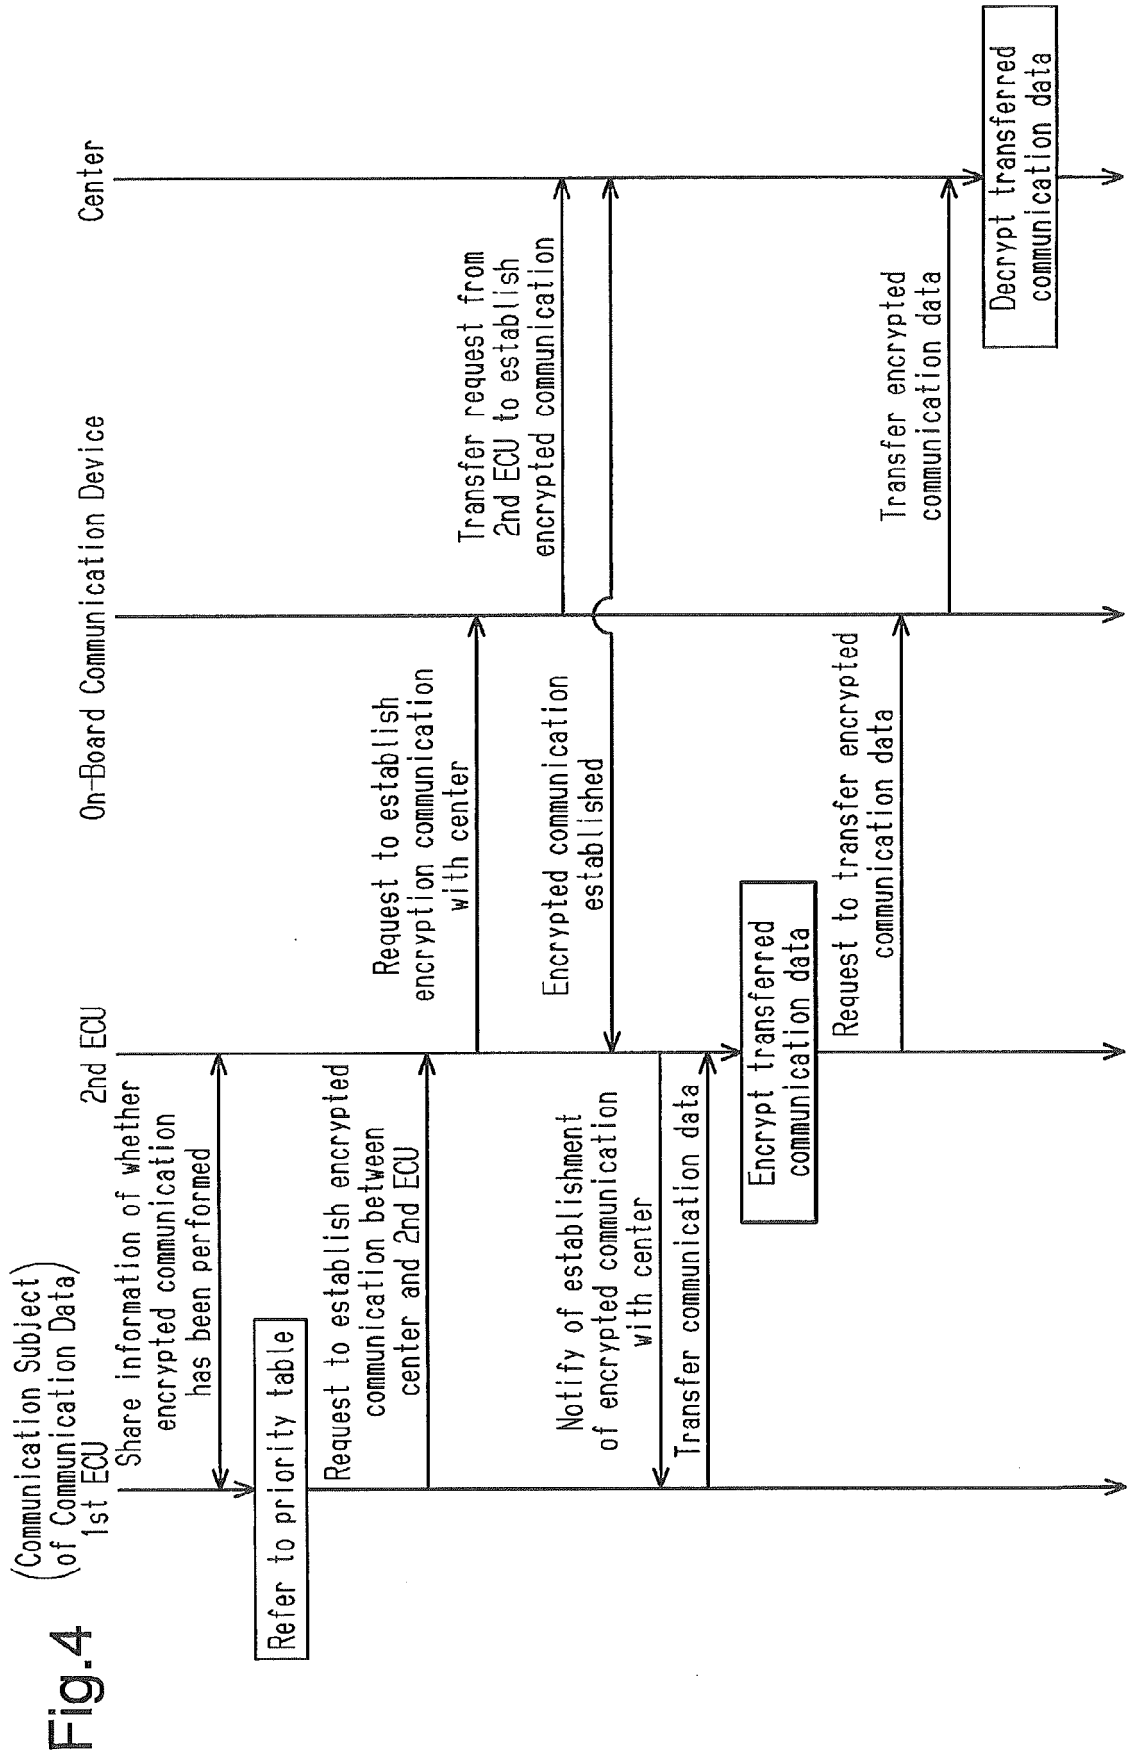 Fig.4
(Communication Subject
of Communication Data)
1st ECU
2nd ECU
On-Board Communication Device
Center
Share information of whether
encrypted communication
has been performed
Refer to priority table
Request to establish encrypted
communication between
center and 2nd ECU
Request to establish
encryption communication
with center
Transfer request from
2nd ECU to establish
encrypted communication
Encrypted communication
established
Notify of establishment
of encrypted communication
with center
Transfer communication data
Encrypt transferred
communication data
Request to transfer encrypted
communication data
Transfer encrypted
communication data
Decrypt transferred
communication data